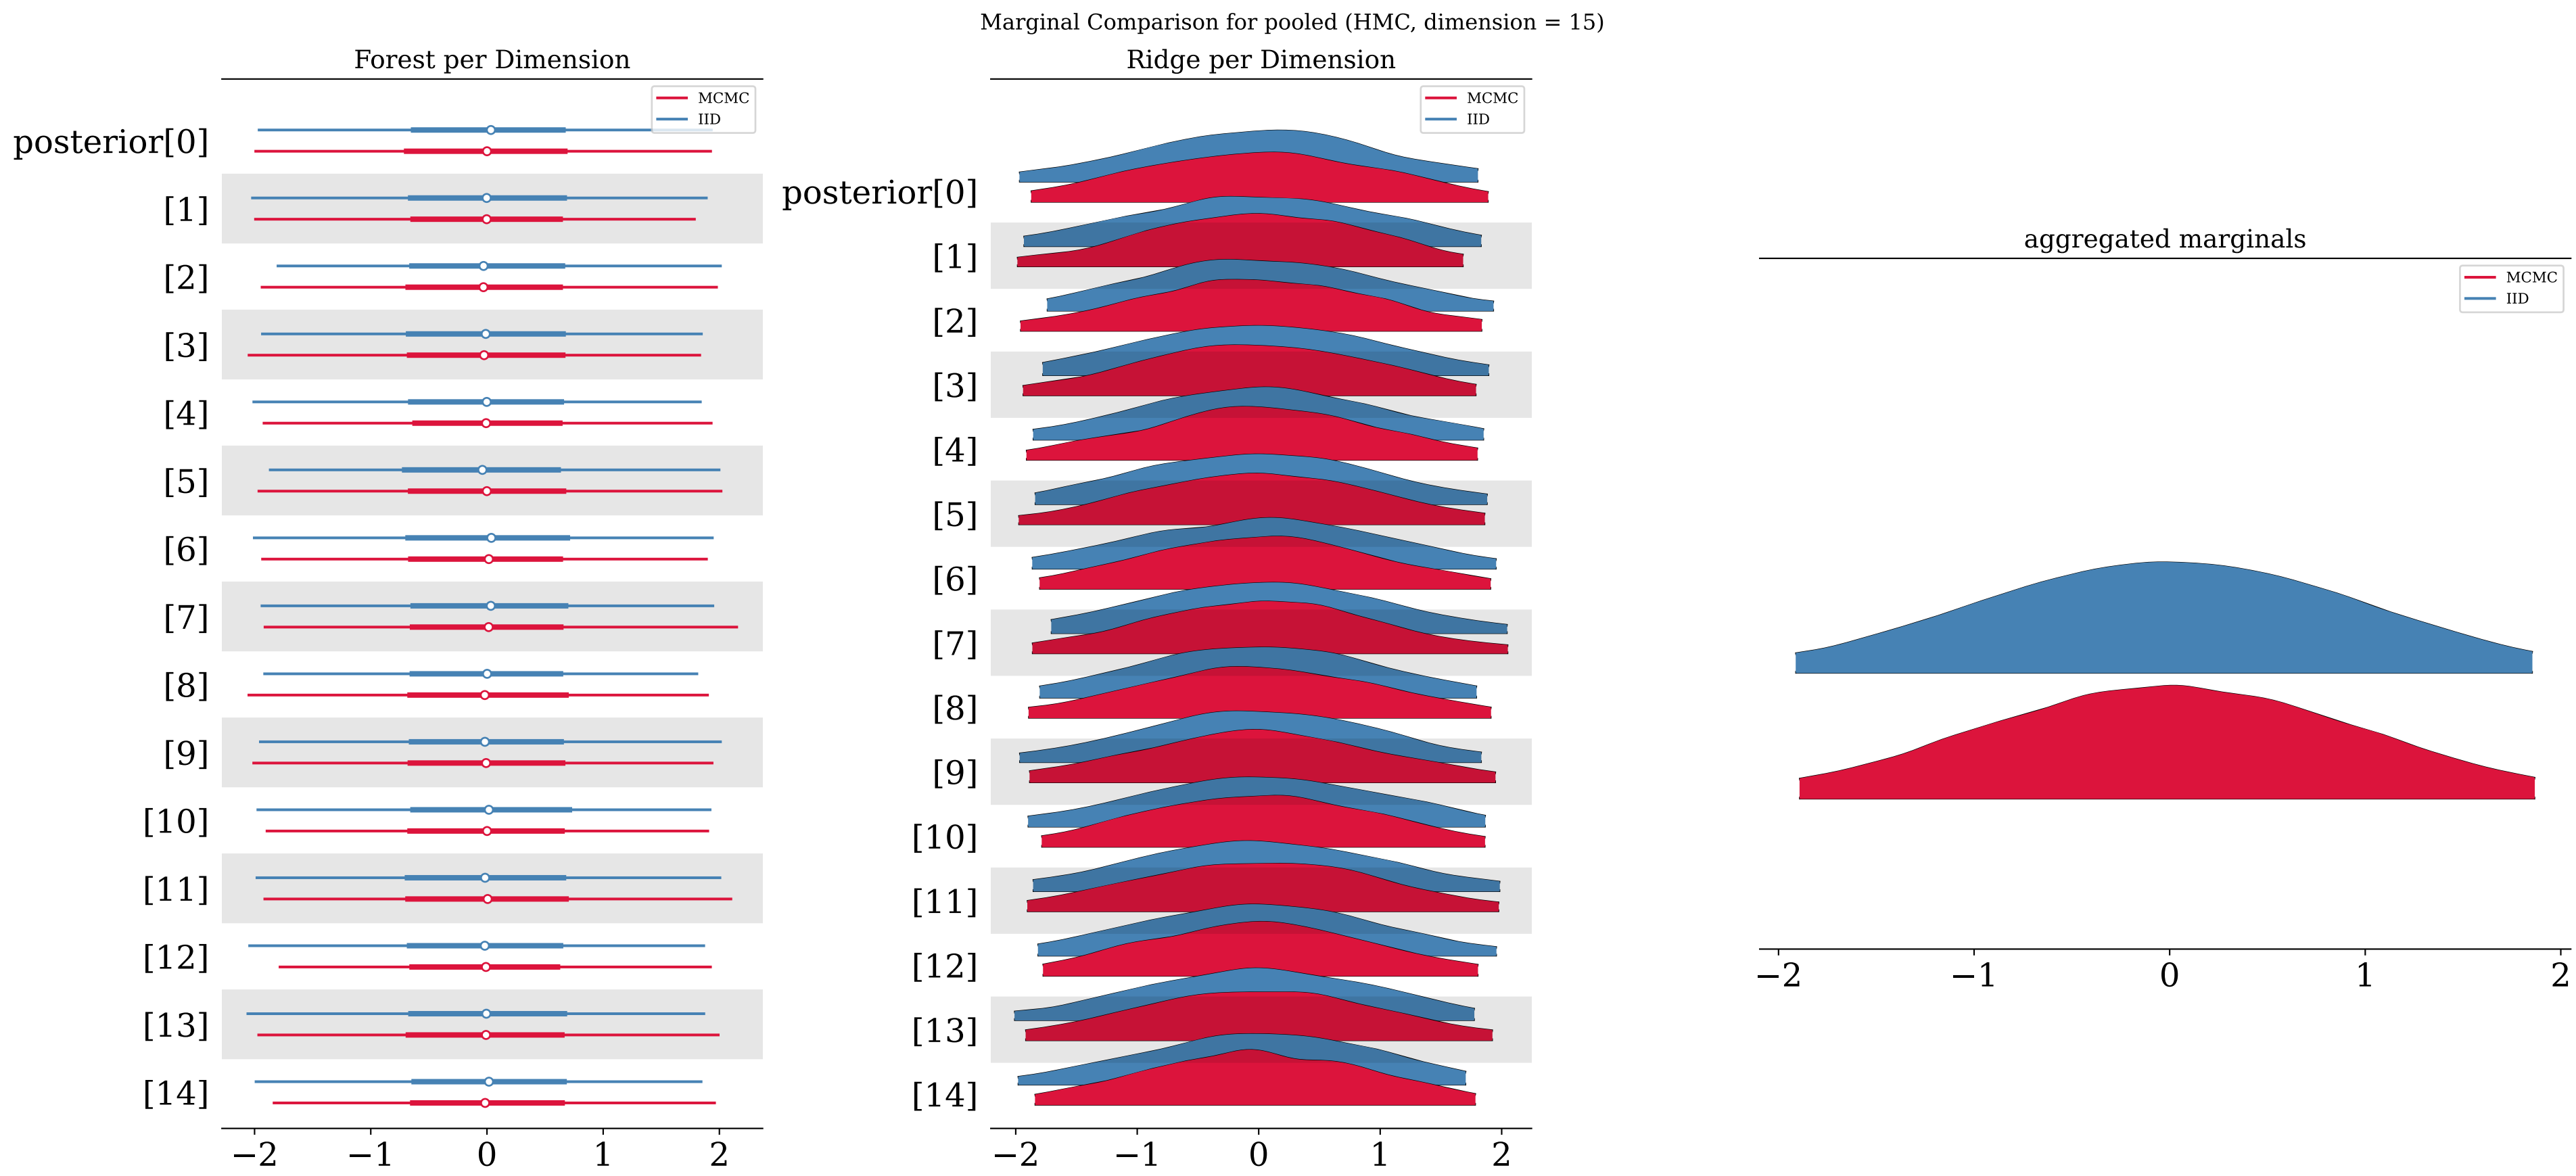 Marginal Comparison for pooled (HMC, dimension = 15)
Forest per Dimension
MCMC
IID
posterior[0]
[1]
[2]
[3]
[4]
[5]
[6]
[7]
[8]
[9]
[10]
[11]
[12]
[13]
[14]
−2 −1 0 1 2
Ridge per Dimension
MCMC
IID
posterior[0]
[1]
[2]
[3]
[4]
[5]
[6]
[7]
[8]
[9]
[10]
[11]
[12]
[13]
[14]
−2 −1 0 1 2
aggregated marginals
MCMC
IID
−2 −1 0 1 2